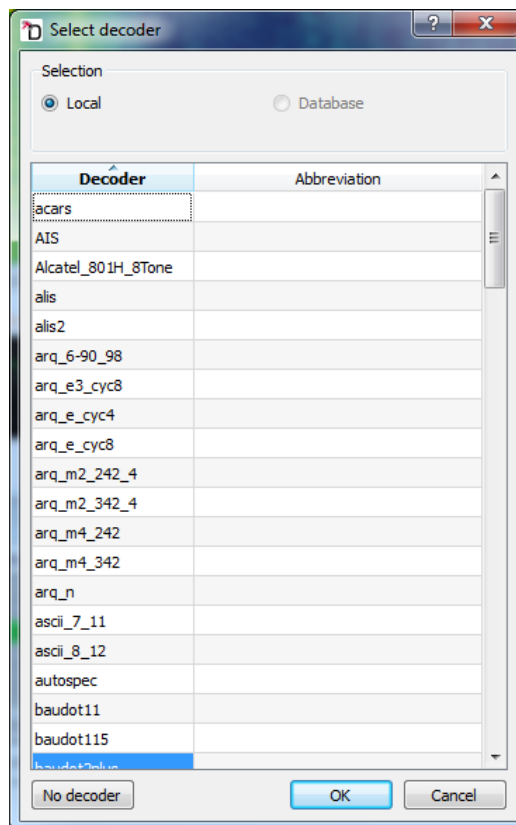 Select decoder
Selection
Local Database
Decoder Abbreviation
acars
AIS
Alcatel_801H_8Tone
alis
alis2
arq_6-90_98
arq_e3_cyc8
arq_e_cyc4
arq_e_cyc8
arq_m2_242_4
arq_m2_342_4
arq_m4_242
arq_m4_342
arq_n
ascii_7_11
ascii_8_12
autospec
baudot11
baudot115
baudot2plus
No decoder OK Cancel